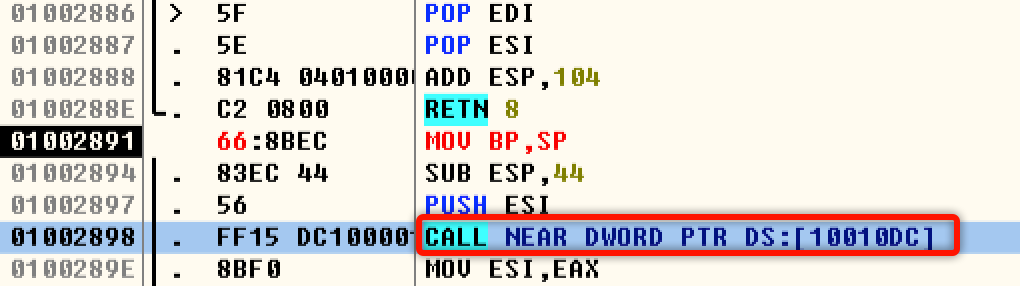 01002886 > 5F POP EDI
01002887 . 5E POP ESI
01002888 . 81C4 0401000 ADD ESP,104
0100288E . C2 0800 RETN 8
01002891 66:8BEC MOV BP,SP
01002894 . 83EC 44 SUB ESP,44
01002897 . 56 PUSH ESI
01002898 . FF15 DC10000 CALL NEAR DWORD PTR DS:[10010DC]
0100289E . 8BF0 MOV ESI,EAX